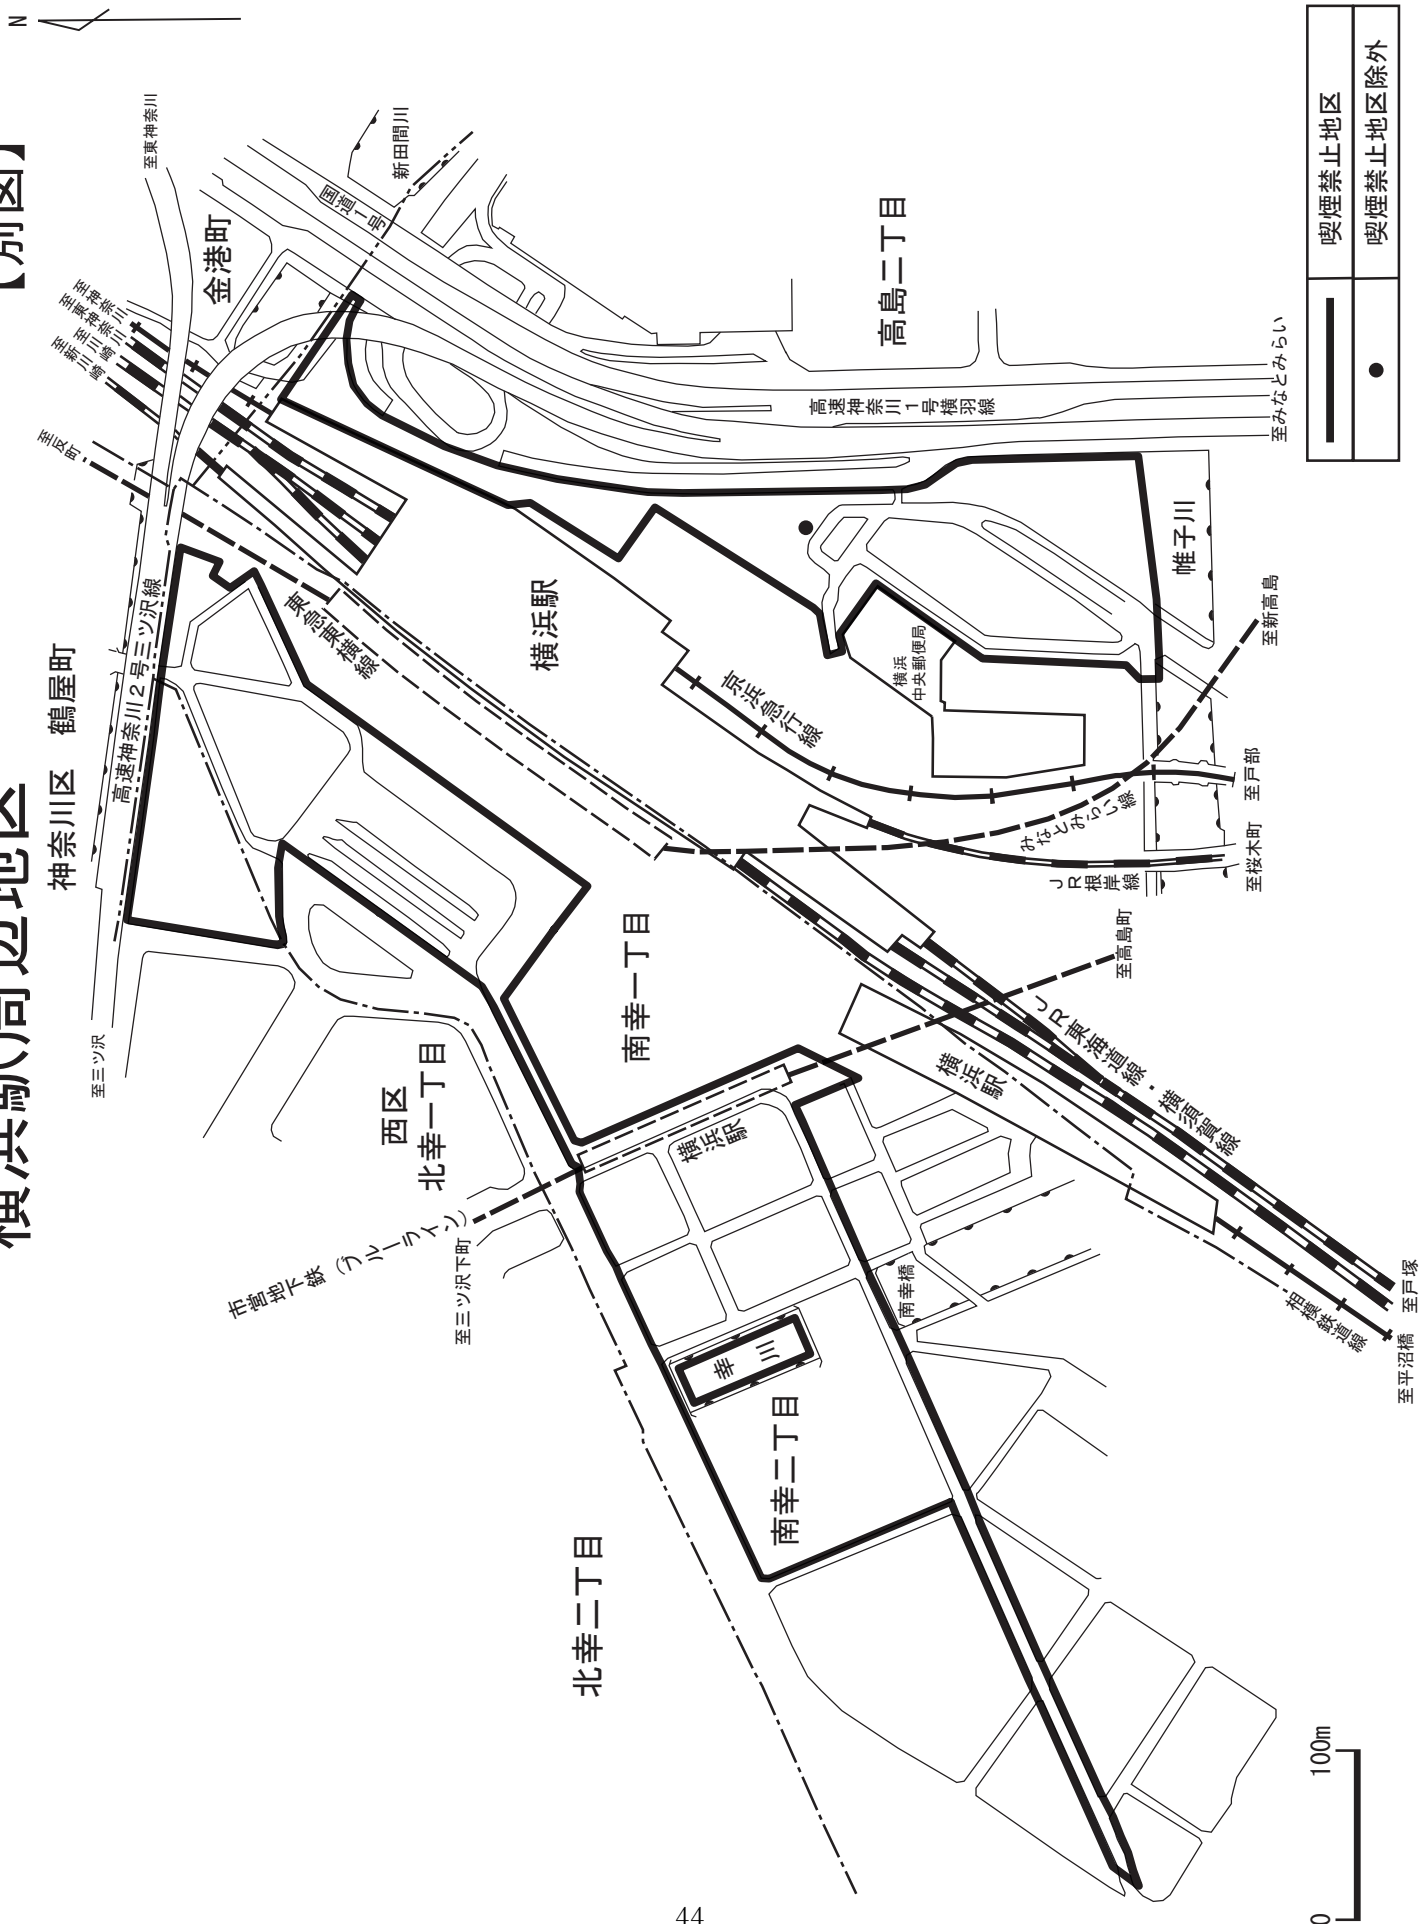 横浜駅周辺地区
【別図】
N
神奈川区　鶴屋町
金港町
至東神奈川
至東神奈川
至神奈川
至新川崎
至川崎
至反町
国道1号
新田間川
高速神奈川2号三ツ沢線
至三ツ沢
東急東横線
横浜駅
高島二丁目
高速神奈川1号横羽線
至みなとみらい
帷子川
横浜
中央郵便局
京浜急行線
みなとみらい線
JR根岸線
至新高島
至戸部
至桜木町
至高島町
西区
北幸一丁目
南幸一丁目
横浜駅
横浜駅
JR東海道線・横須賀線
相模鉄道線
至戸塚
至平沼橋
市営地下鉄（ブルーライン）
至三ツ沢下町
南幸橋
幸川
南幸二丁目
北幸二丁目
喫煙禁止地区
喫煙禁止地区除外
0
100m
44